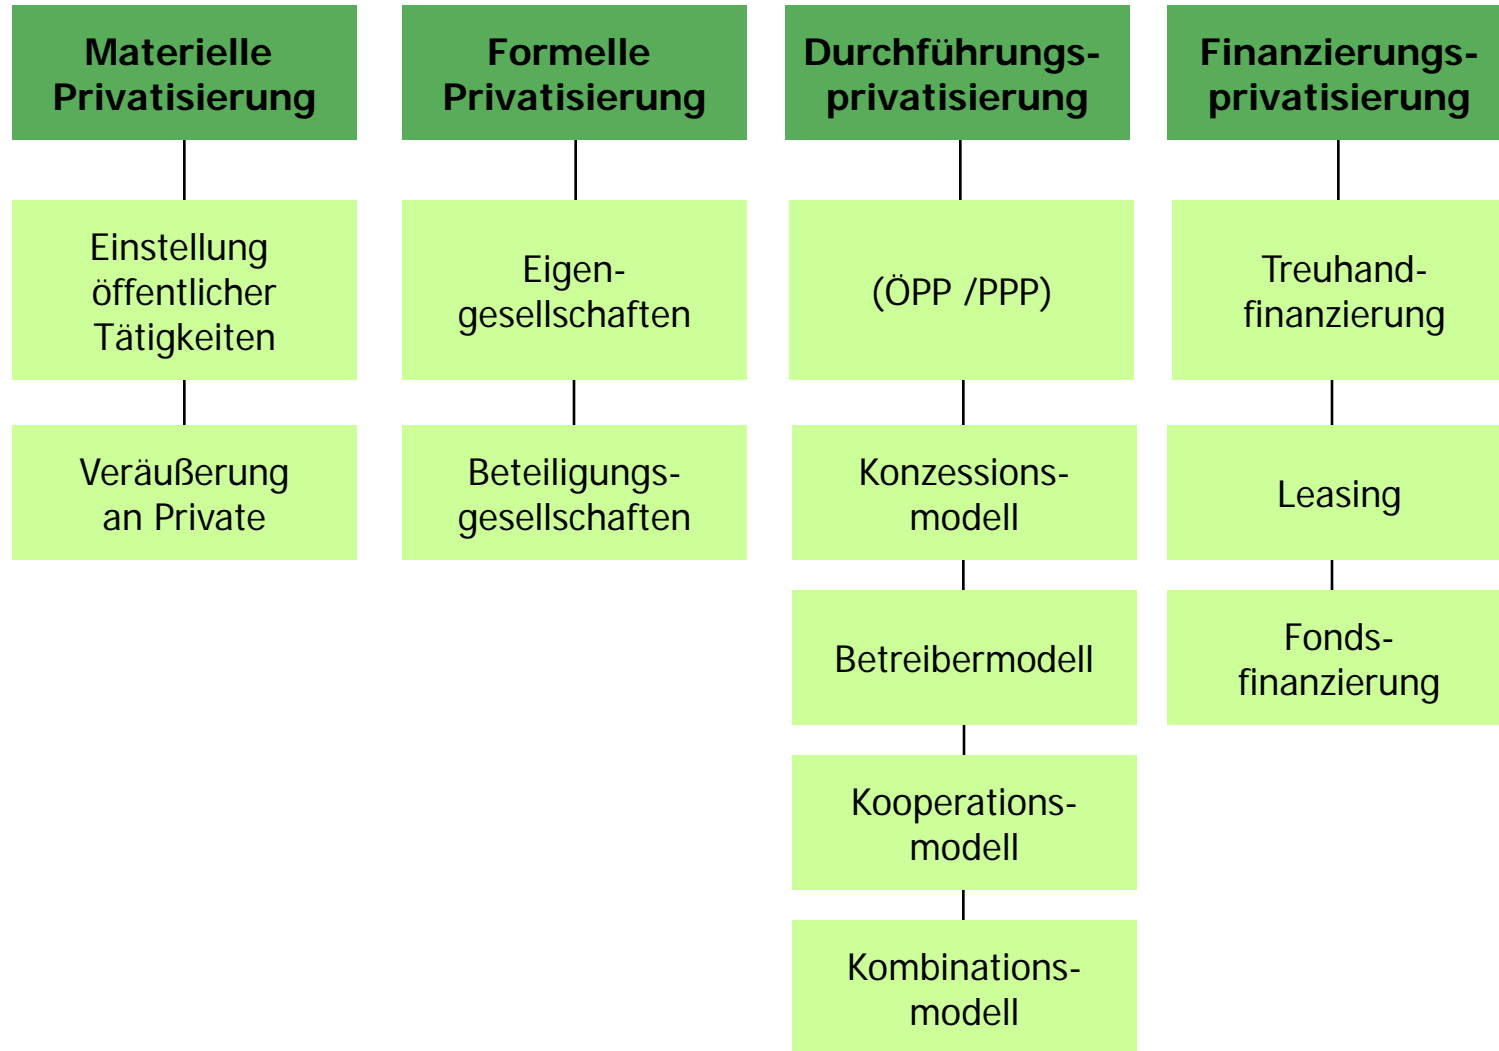 Materielle
Privatisierung
Einstellung
öffentlicher
Tätigkeiten
Veräußerung
an Private
Formelle
Privatisierung
Eigen-
gesellschaften
Beteiligungs-
gesellschaften
Durchführungs-
privatisierung
(ÖPP /PPP)
Konzessions-
modell
Betreibermodell
Kooperations-
modell
Kombinations-
modell
Finanzierungs-
privatisierung
Treuhand-
finanzierung
Leasing
Fonds-
finanzierung